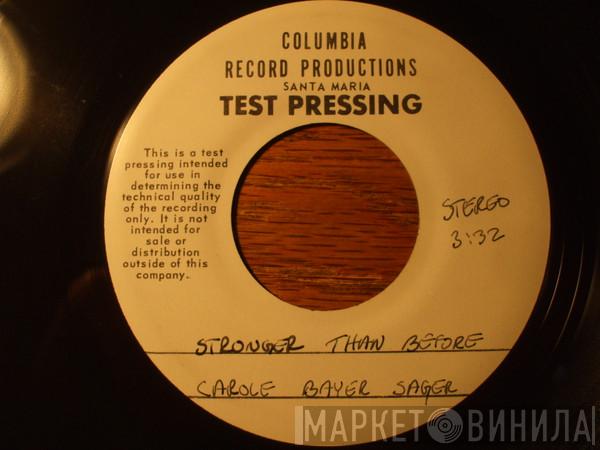 COLUMBIA
RECORD PRODUCTIONS
SANTA MARIA
TEST PRESSING
This is a test
pressing intended
for use in
determining the
technical quality
of the recording
only. It is not
intended for
sale or
distribution
outside of this
company.
STEREO
3:32
STRONGER THAN BEFORE
CAROLE BAYER SAGER
МАРКЕТ ВИНИЛА